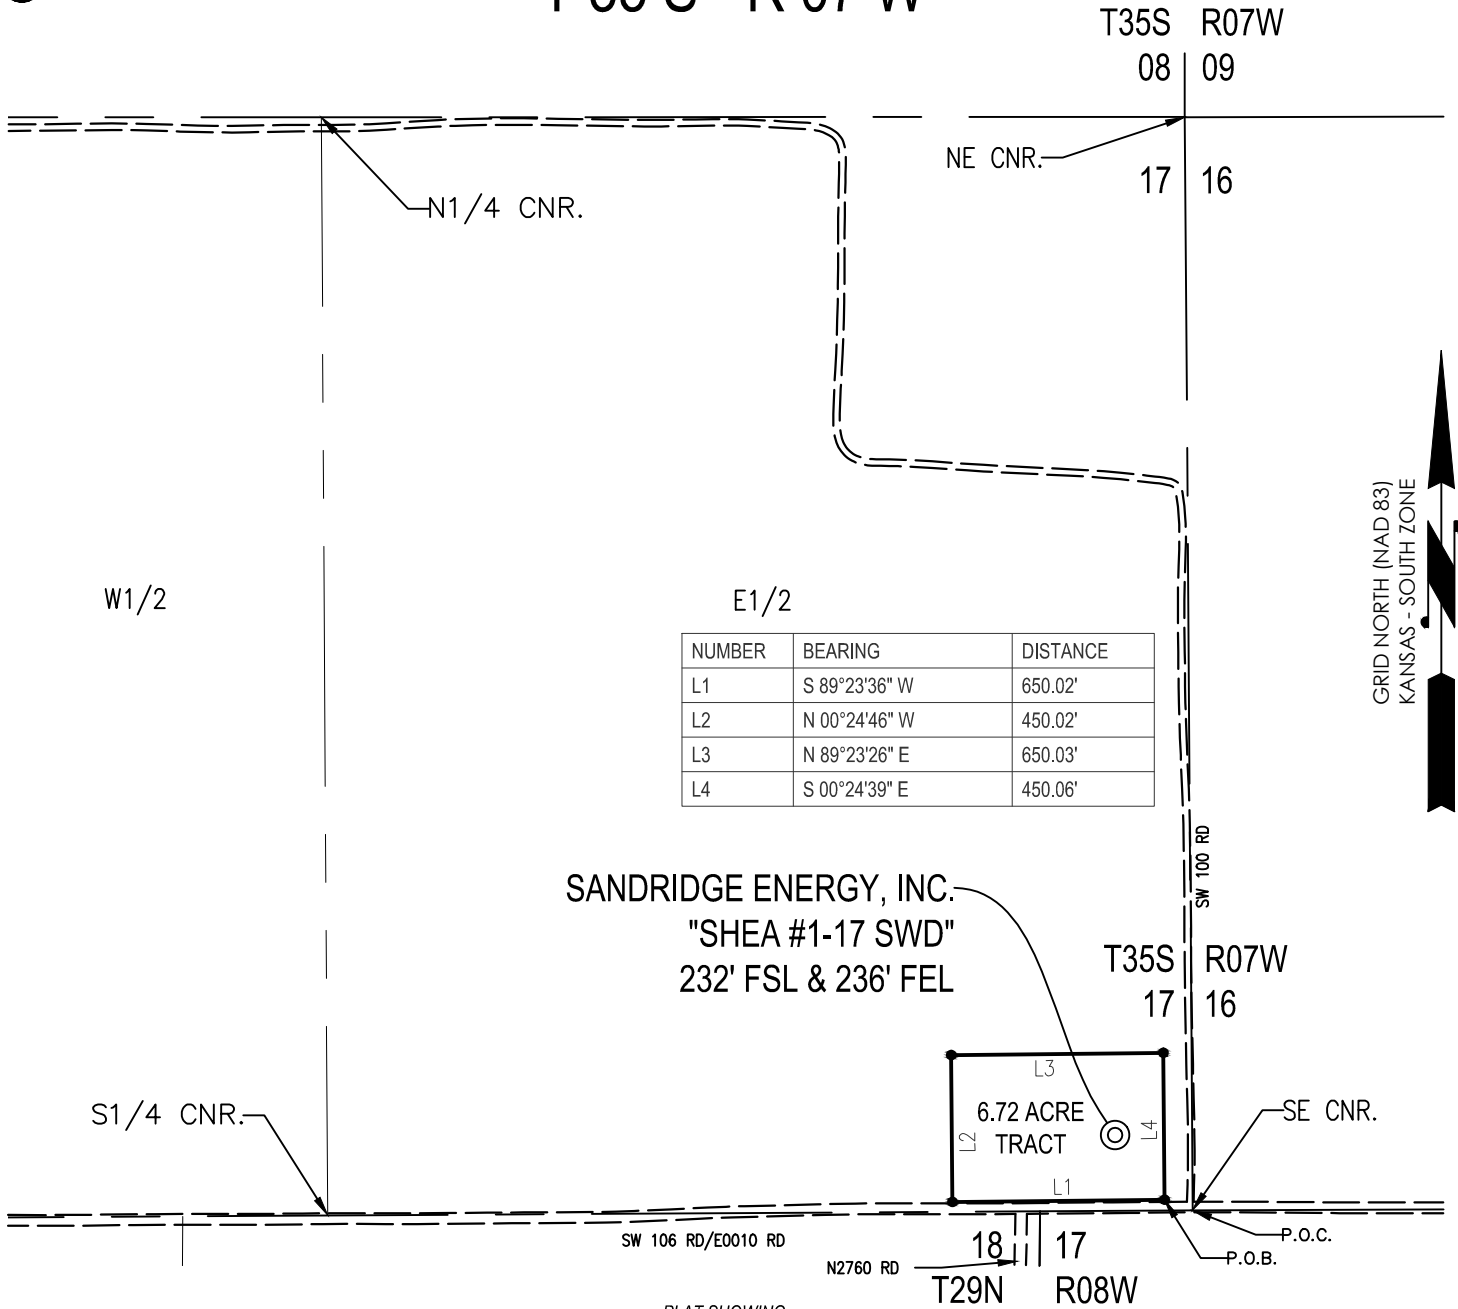 T35S R07W
08 09
NE CNR.
17 16
N1/4 CNR.
GRID NORTH (NAD 83)
KANSAS - SOUTH ZONE
W1/2
E1/2
NUMBER BEARING DISTANCE
L1 S 89°23'36" W 650.02'
L2 N 00°24'46" W 450.02'
L3 N 89°23'26" E 650.03'
L4 S 00°24'39" E 450.06'
SW 100 RD
SANDRIDGE ENERGY, INC.
"SHEA #1-17 SWD"
232' FSL & 236' FEL
T35S R07W
17 16
L3
6.72 ACRE
TRACT
L2
L4
L1
S1/4 CNR.
SE CNR.
SW 106 RD/E0010 RD
N2760 RD
18 17
T29N R08W
P.O.C.
P.O.B.
PLAT SHOWING